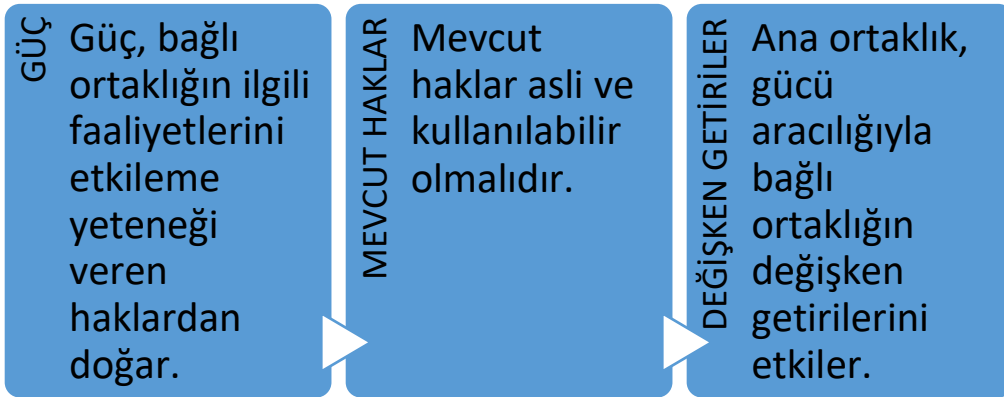 GÜÇ
Güç, bağlı
ortaklığın ilgili
faaliyetlerini
etkileme
yeteneği
veren
haklardan
doğar.
MEVCUT HAKLAR
Mevcut
haklar asli ve
kullanılabilir
olmalıdır.
DEĞİŞKEN GETİRİLER
Ana ortaklık,
gücü
aracılığıyla
bağlı
ortaklığın
değişken
getirilerini
etkiler.